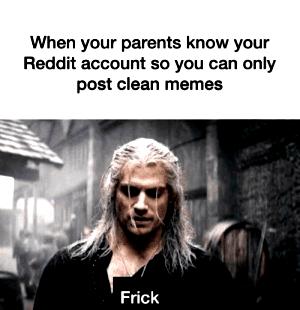 When your parents know your
Reddit account so you can only
post clean memes
Frick